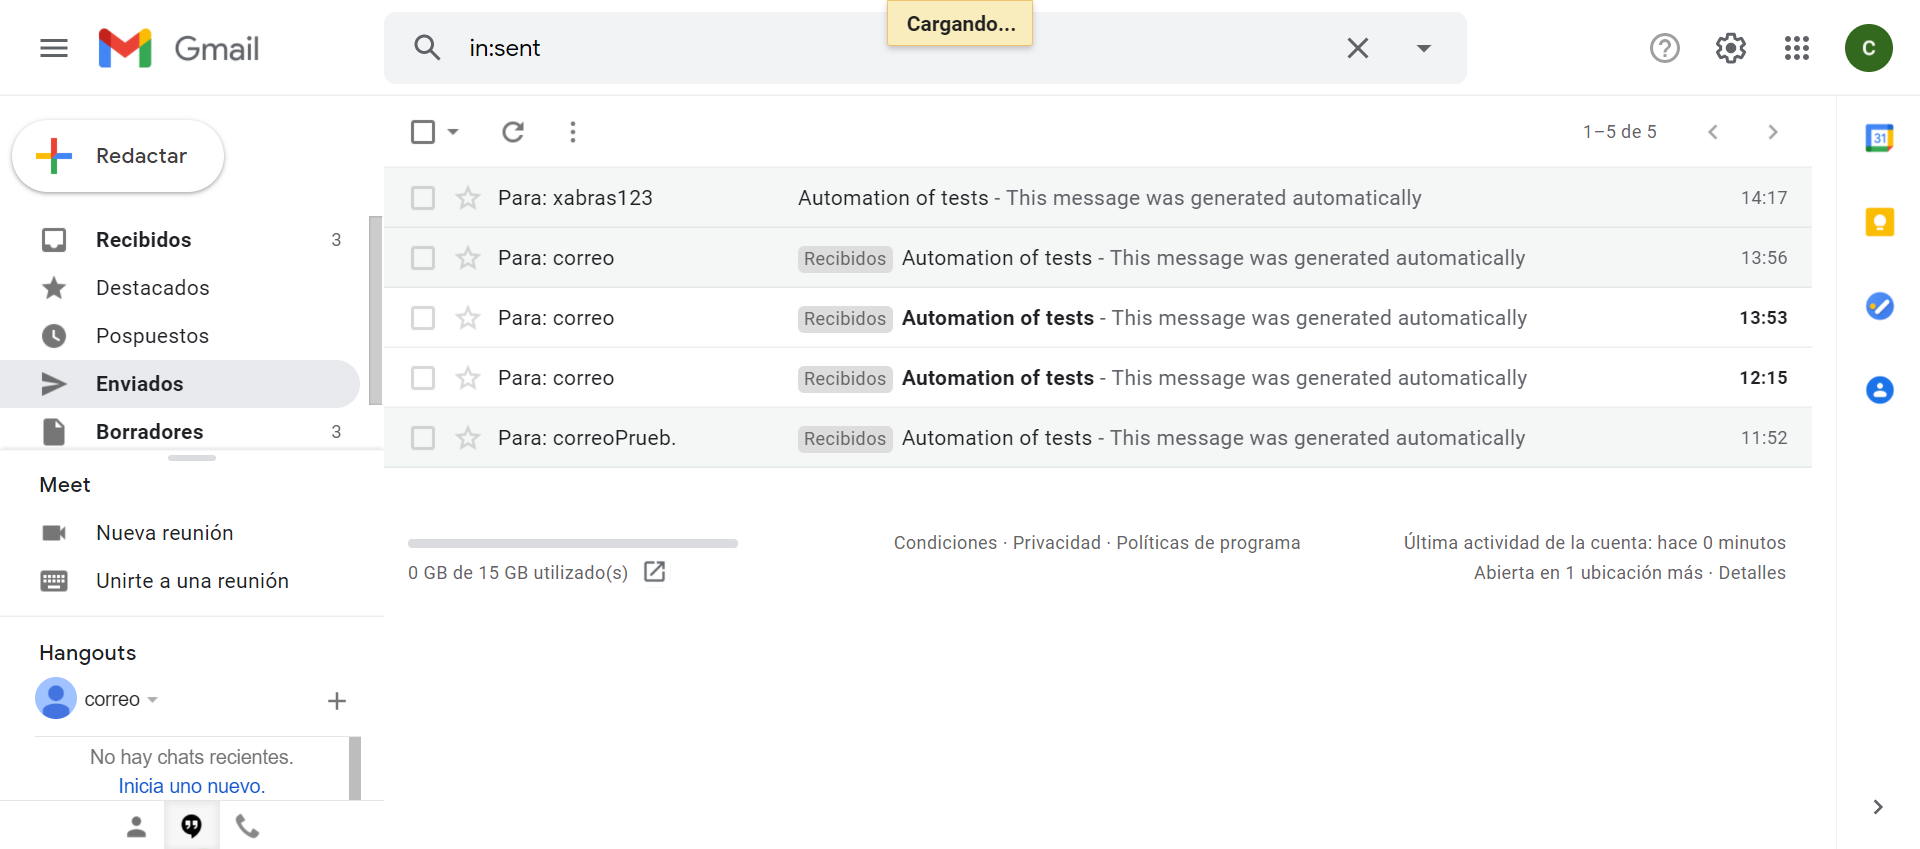 Cargando...
Gmail
in:sent
C
Redactar
1–5 de 5
31
Recibidos 3
Destacados
Pospuestos
Enviados
Borradores 3
Para: xabras123 Automation of tests - This message was generated automatically 14:17
Para: correo Recibidos Automation of tests - This message was generated automatically 13:56
Para: correo Recibidos Automation of tests - This message was generated automatically 13:53
Para: correo Recibidos Automation of tests - This message was generated automatically 12:15
Para: correoPrueb. Recibidos Automation of tests - This message was generated automatically 11:52
Meet
Nueva reunión
Unirte a una reunión
Hangouts
correo
No hay chats recientes.
Inicia uno nuevo.
0 GB de 15 GB utilizado(s)
Condiciones · Privacidad · Políticas de programa
Última actividad de la cuenta: hace 0 minutos
Abierta en 1 ubicación más · Detalles